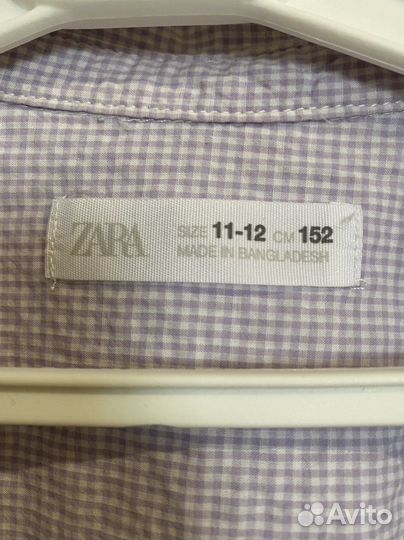 ZARA SIZE 11-12 CM 152
MADE IN BANGLADESH
Avito